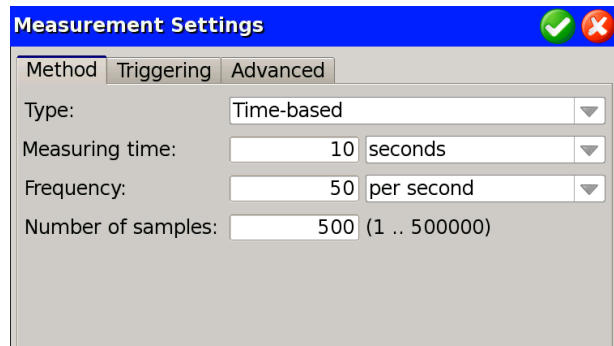 Measurement Settings
Method Triggering Advanced
Type: Time-based
Measuring time: 10 seconds
Frequency: 50 per second
Number of samples: 500 (1 .. 500000)